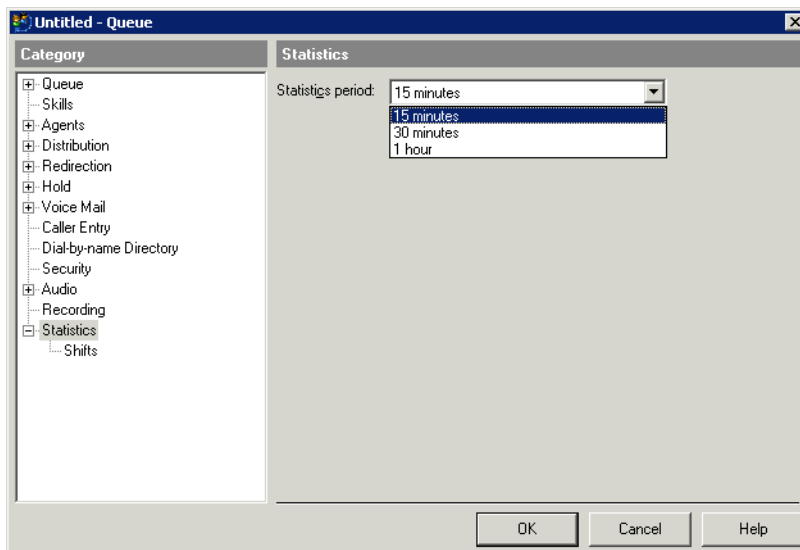 Untitled - Queue
Category
Statistics
Queue
Skills
Agents
Distribution
Redirection
Hold
Voice Mail
Caller Entry
Dial-by-name Directory
Security
Audio
Recording
Statistics
Shifts
Statistics period:
15 minutes
15 minutes
30 minutes
1 hour
OK
Cancel
Help